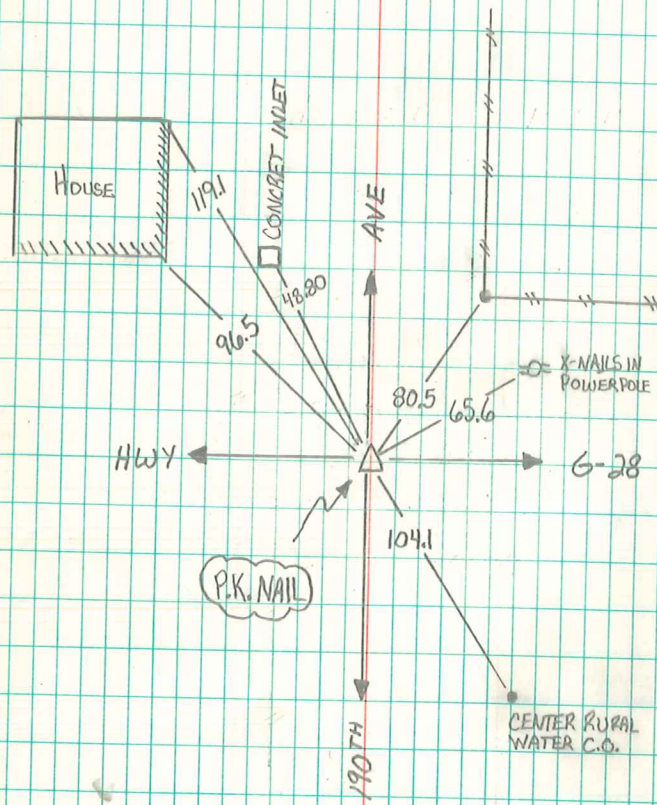 HOUSE
119.1
CONCRET INLET
48.80
96.5
AVE
80.5
65.6
X-NAILS IN
POWERPOLE
HWY
G-28
P.K. NAIL
104.1
190TH
CENTER RURAL
WATER C.O.